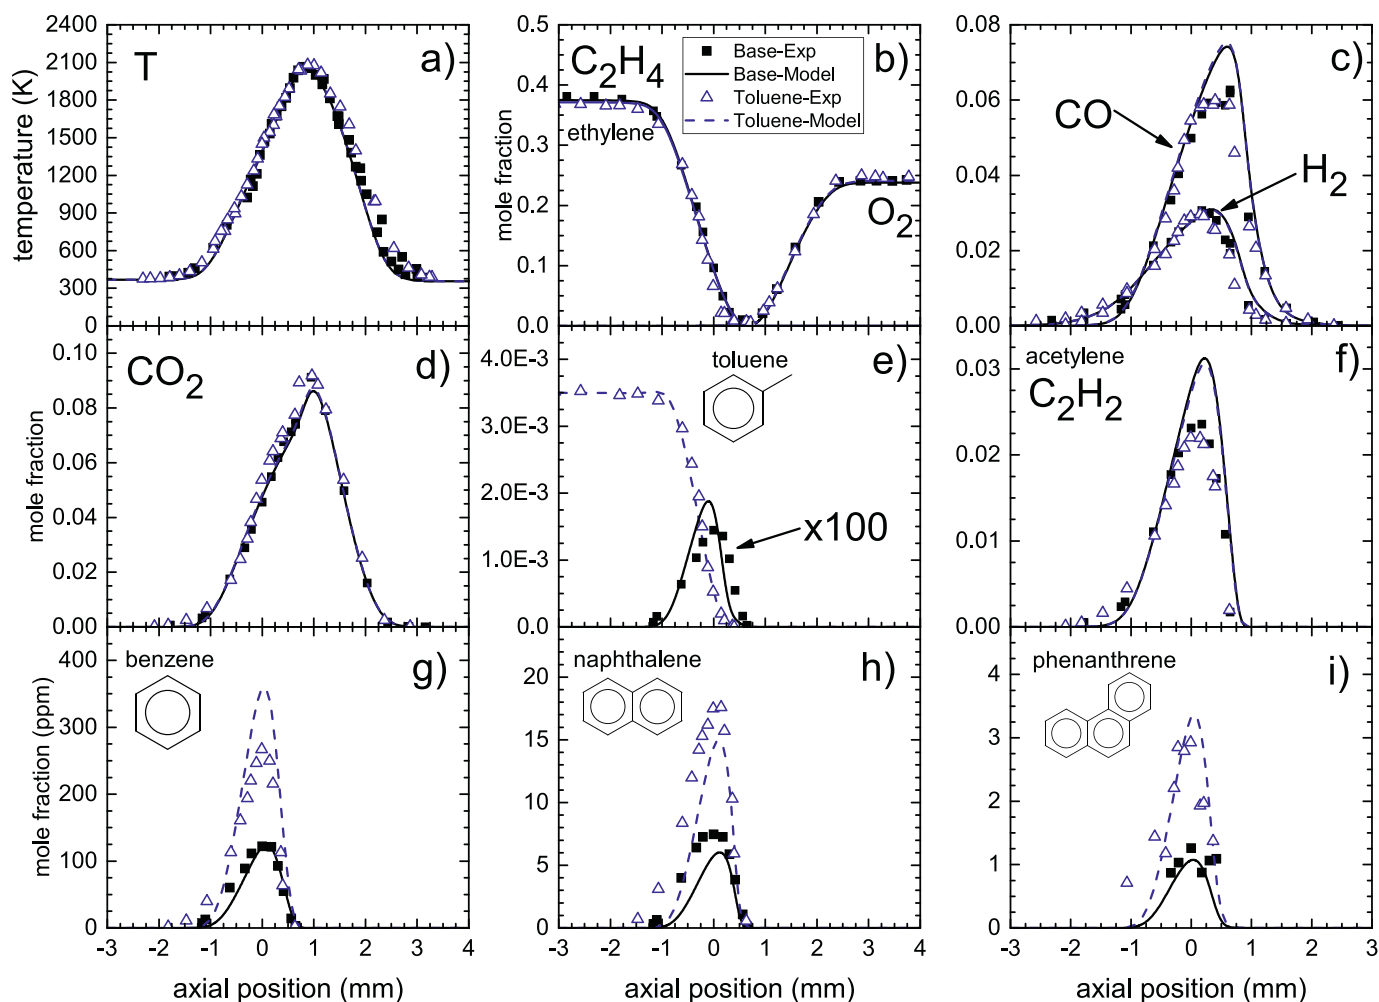 2400
2100
1800
1500
1200
900
600
300
0
temperature (K)
T
a)
0.5
0.4
0.3
0.2
0.1
0.0
mole fraction
C2H4
Base-Exp
Base-Model
Toluene-Exp
Toluene-Model
b)
ethylene
O2
0.08
0.06
0.04
0.02
0.00
c)
CO
H2
0.10
0.08
0.06
0.04
0.02
0.00
mole fraction
CO2
d)
4.0E-3
3.0E-3
2.0E-3
1.0E-3
0.0
toluene
e)
x100
0.03
0.02
0.01
0.00
acetylene
C2H2
f)
400
300
200
100
0
mole fraction (ppm)
benzene
g)
-3 -2 -1 0 1 2 3 4
axial position (mm)
20
15
10
5
0
naphthalene
h)
-3 -2 -1 0 1 2 3
axial position (mm)
4
3
2
1
0
phenanthrene
i)
-3 -2 -1 0 1 2 3
axial position (mm)